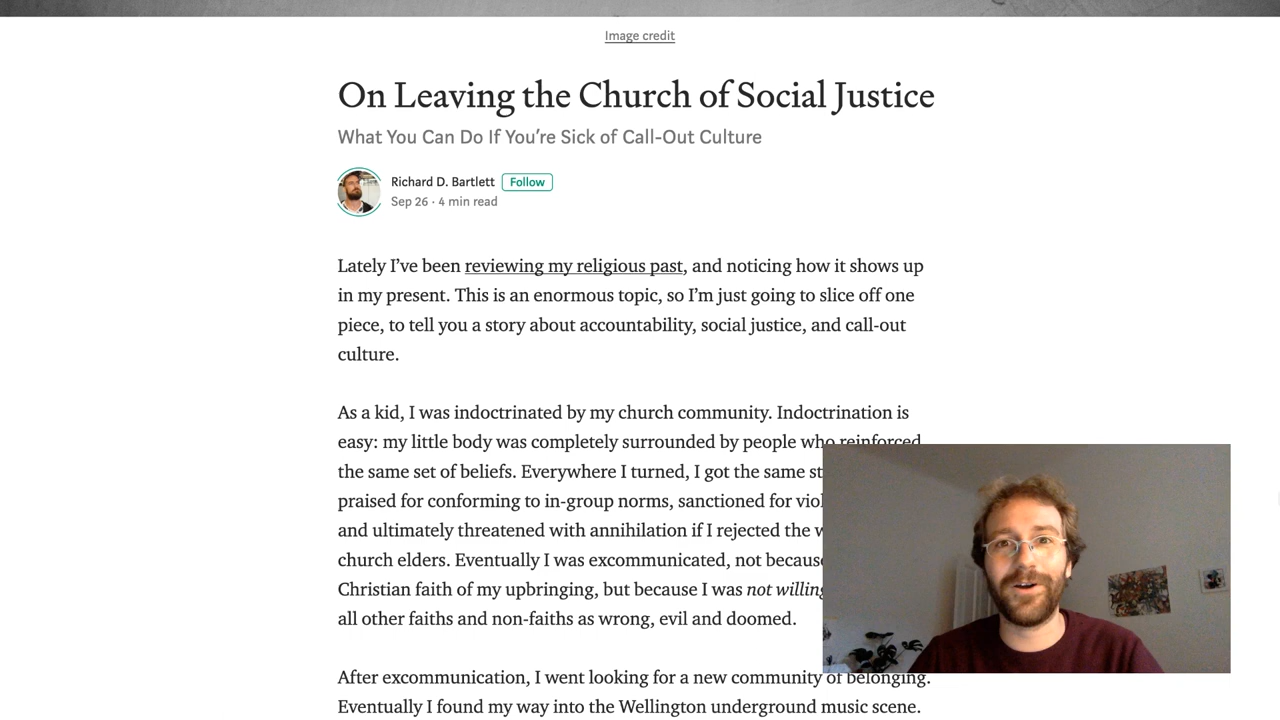 Image credit
On Leaving the Church of Social Justice
What You Can Do If You’re Sick of Call-Out Culture
Richard D. Bartlett Follow
Sep 26 · 4 min read
Lately I’ve been reviewing my religious past, and noticing how it shows up
in my present. This is an enormous topic, so I’m just going to slice off one
piece, to tell you a story about accountability, social justice, and call-out
culture.
As a kid, I was indoctrinated by my church community. Indoctrination is
easy: my little body was completely surrounded by people who reinforced
the same set of beliefs. Everywhere I turned, I got the same
praised for conforming to in-group norms, sanctioned for
and ultimately threatened with annihilation if I rejected the
church elders. Eventually I was excommunicated, not
Christian faith of my upbringing, but because I was not
all other faiths and non-faiths as wrong, evil and doomed.
After excommunication, I went looking for a new community of belonging.
Eventually I found my way into the Wellington underground music scene.